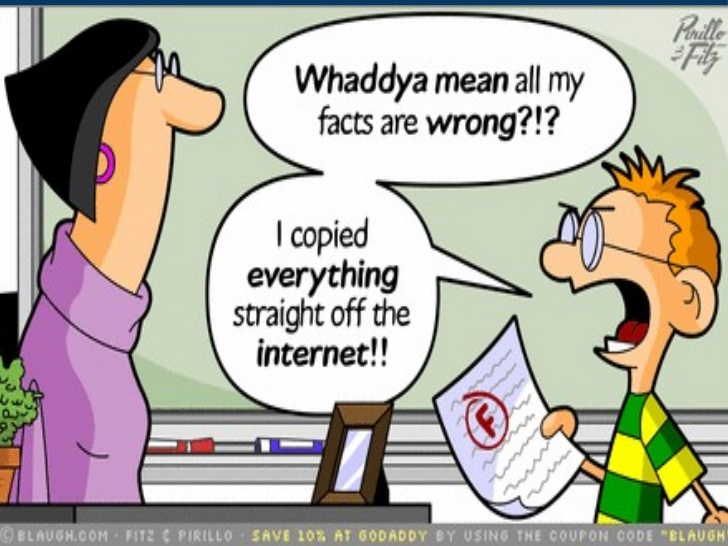 Pirillo
& Fitz
Whaddya mean all my
facts are wrong?!?
I copied
everything
straight off the
internet!!
F
© BLAUGH.COM · FITZ & PIRILLO · SAVE 10% AT GODADDY BY USING THE COUPON CODE "BLAUGH